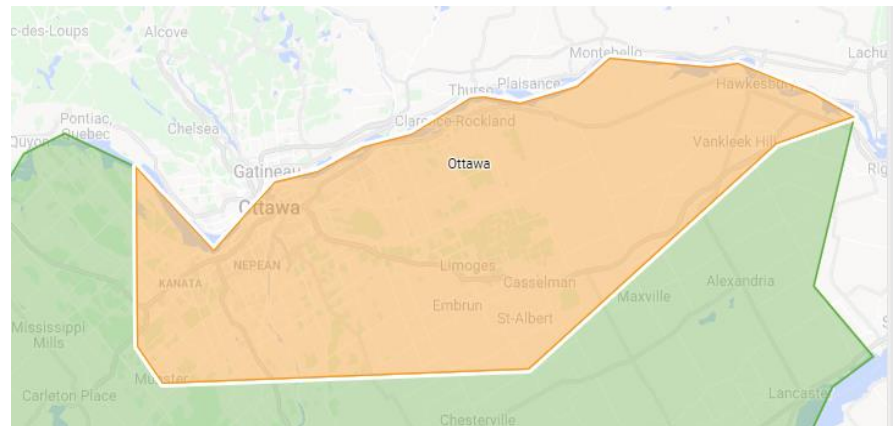 c-des-Loups
Alcove
Montebello
Lachu
Thurso
Plaisance
Hawkesbury
Pontiac,
Quebec
Quyon
Chelsea
Clarence-Rockland
Vankleek Hill
Ottawa
Gatineau
Rig
Ottawa
NEPEAN
KANATA
Limoges
Casselman
Alexandria
Maxville
Embrun
St-Albert
Mississippi
Mills
Munster
Carleton Place
Lancaster
Chesterville